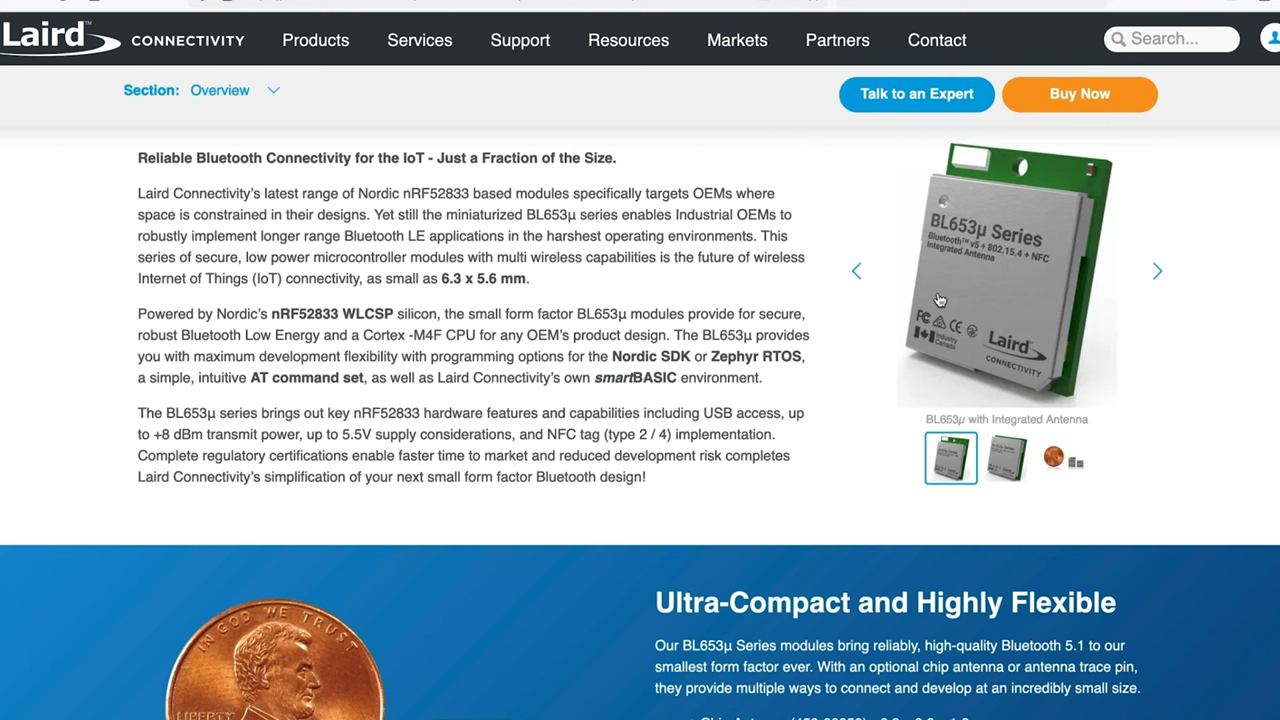 Laird™ CONNECTIVITY
Products
Services
Support
Resources
Markets
Partners
Contact
Search...
Section: Overview
Talk to an Expert
Buy Now
Reliable Bluetooth Connectivity for the IoT - Just a Fraction of the Size.
Laird Connectivity's latest range of Nordic nRF52833 based modules specifically targets OEMs where
space is constrained in their designs. Yet still the miniaturized BL653µ series enables Industrial OEMs to
robustly implement longer range Bluetooth LE applications in the harshest operating environments. This
series of secure, low power microcontroller modules with multi wireless capabilities is the future of wireless
Internet of Things (IoT) connectivity, as small as 6.3 x 5.6 mm.
Powered by Nordic's nRF52833 WLCSP silicon, the small form factor BL653µ modules provide for secure,
robust Bluetooth Low Energy and a Cortex -M4F CPU for any OEM's product design. The BL653µ provides
you with maximum development flexibility with programming options for the Nordic SDK or Zephyr RTOS,
a simple, intuitive AT command set, as well as Laird Connectivity's own smartBASIC environment.
The BL653µ series brings out key nRF52833 hardware features and capabilities including USB access, up
to +8 dBm transmit power, up to 5.5V supply considerations, and NFC tag (type 2 / 4) implementation.
Complete regulatory certifications enable faster time to market and reduced development risk completes
Laird Connectivity's simplification of your next small form factor Bluetooth design!
BL653µ Series
Bluetooth™ v5 + 802.15.4 + NFC
Integrated Antenna
FC CE
Industry
Canada
Laird
CONNECTIVITY
BL653µ with Integrated Antenna
IN GOD WE TRUST
LIBERTY
Ultra-Compact and Highly Flexible
Our BL653µ Series modules bring reliably, high-quality Bluetooth 5.1 to our
smallest form factor ever. With an optional chip antenna or antenna trace pin,
they provide multiple ways to connect and develop at an incredibly small size.